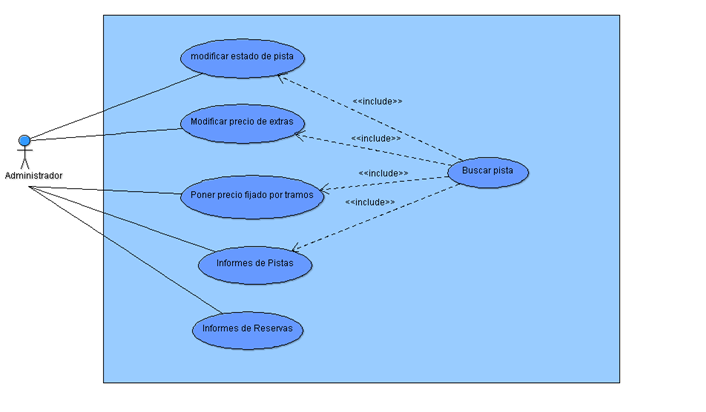 modificar estado de pista
<<include>>
Modificar precio de extras
<<include>>
Administrador
Buscar pista
<<include>>
Poner precio fijado por tramos
<<include>>
Informes de Pistas
Informes de Reservas